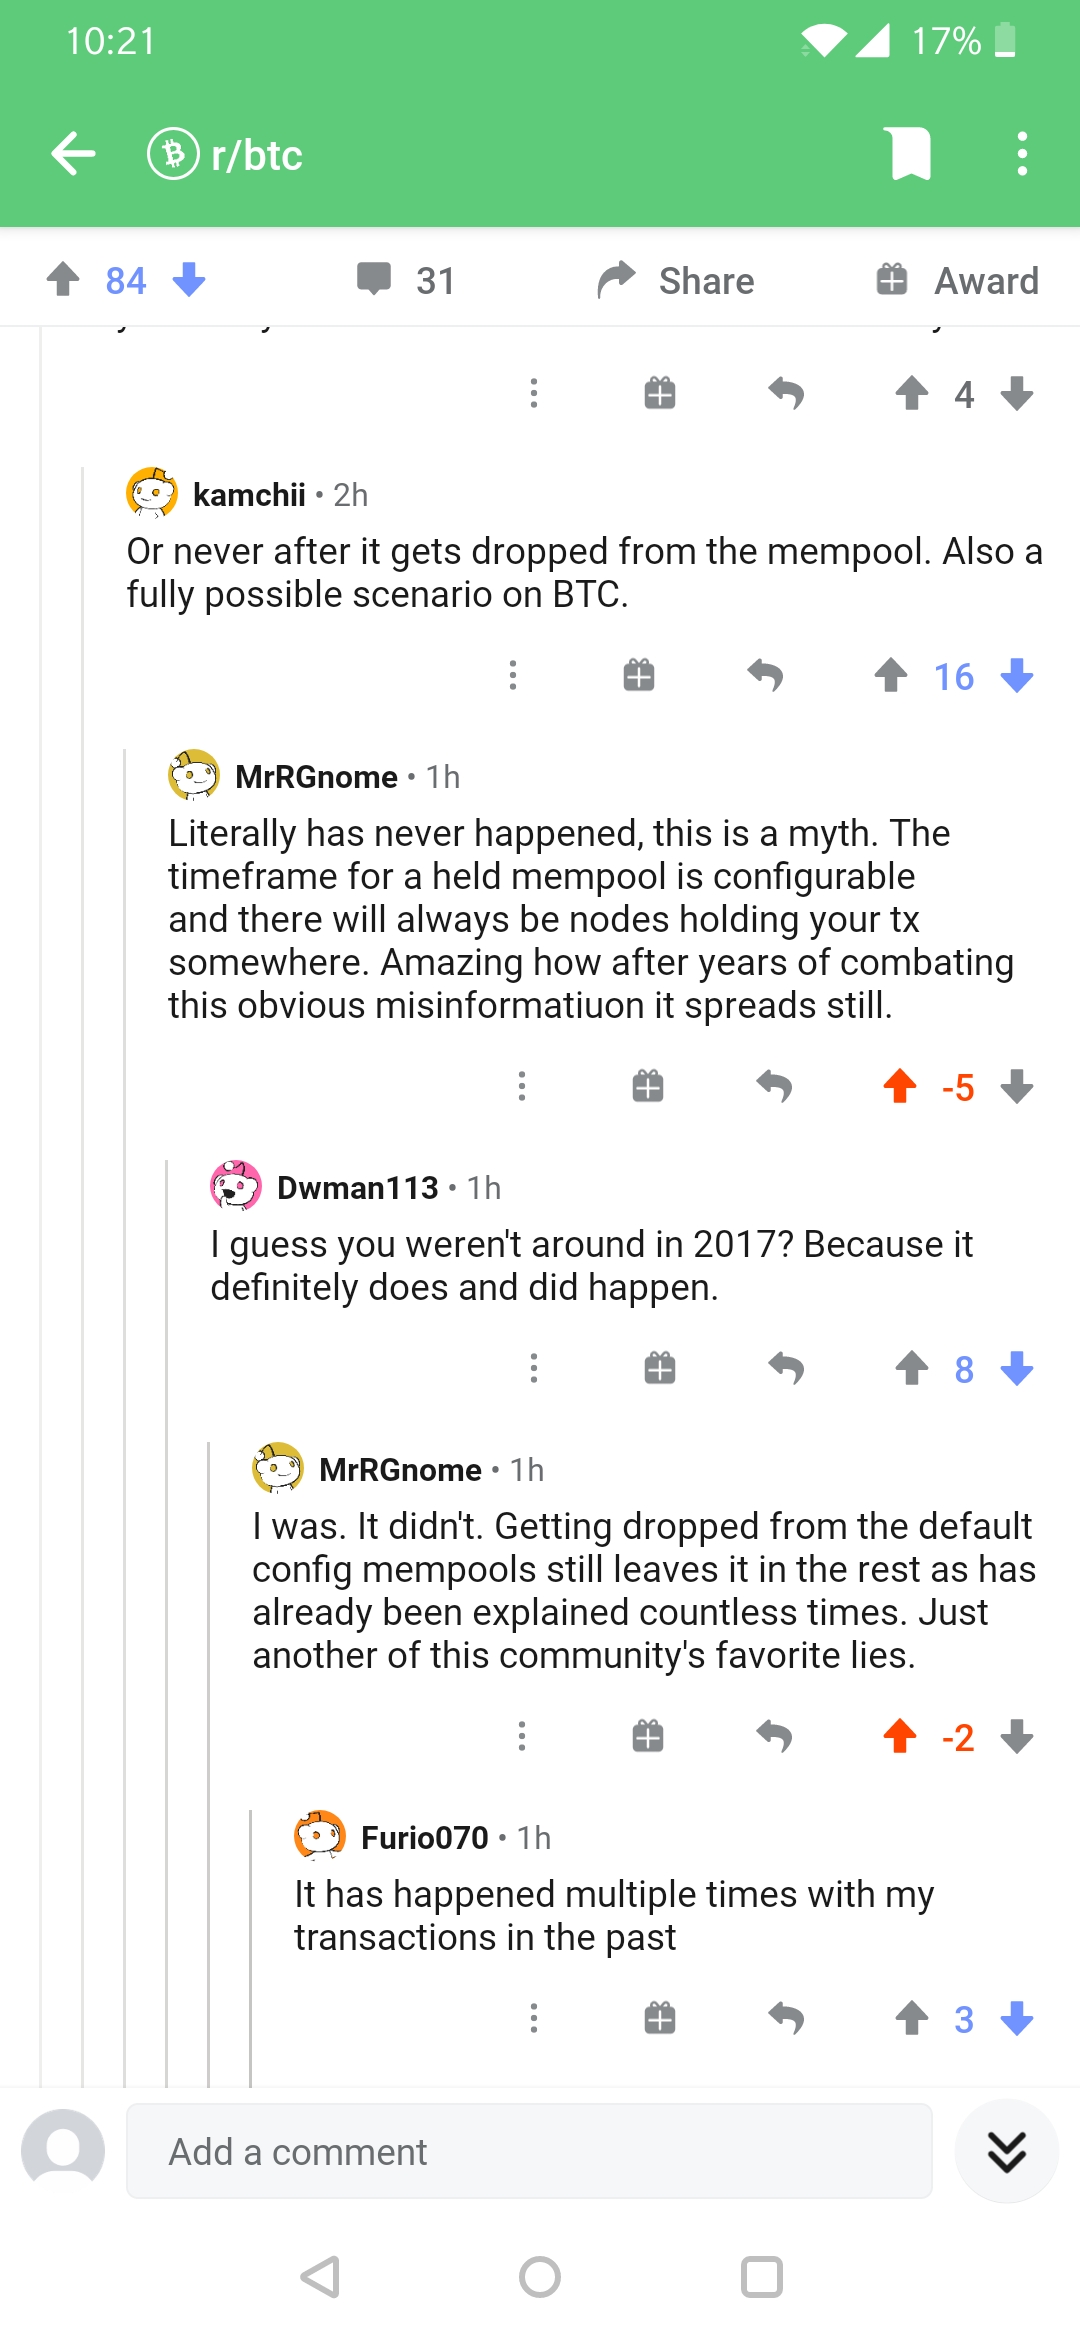 10:21
17%
r/btc
84
31
Share
Award
4
kamchii • 2h
Or never after it gets dropped from the mempool. Also a
fully possible scenario on BTC.
16
MrRGnome • 1h
Literally has never happened, this is a myth. The
timeframe for a held mempool is configurable
and there will always be nodes holding your tx
somewhere. Amazing how after years of combating
this obvious misinformatiuon it spreads still.
-5
Dwman113 • 1h
I guess you weren't around in 2017? Because it
definitely does and did happen.
8
MrRGnome • 1h
I was. It didn't. Getting dropped from the default
config mempools still leaves it in the rest as has
already been explained countless times. Just
another of this community's favorite lies.
-2
Furio070 • 1h
It has happened multiple times with my
transactions in the past
3
Add a comment